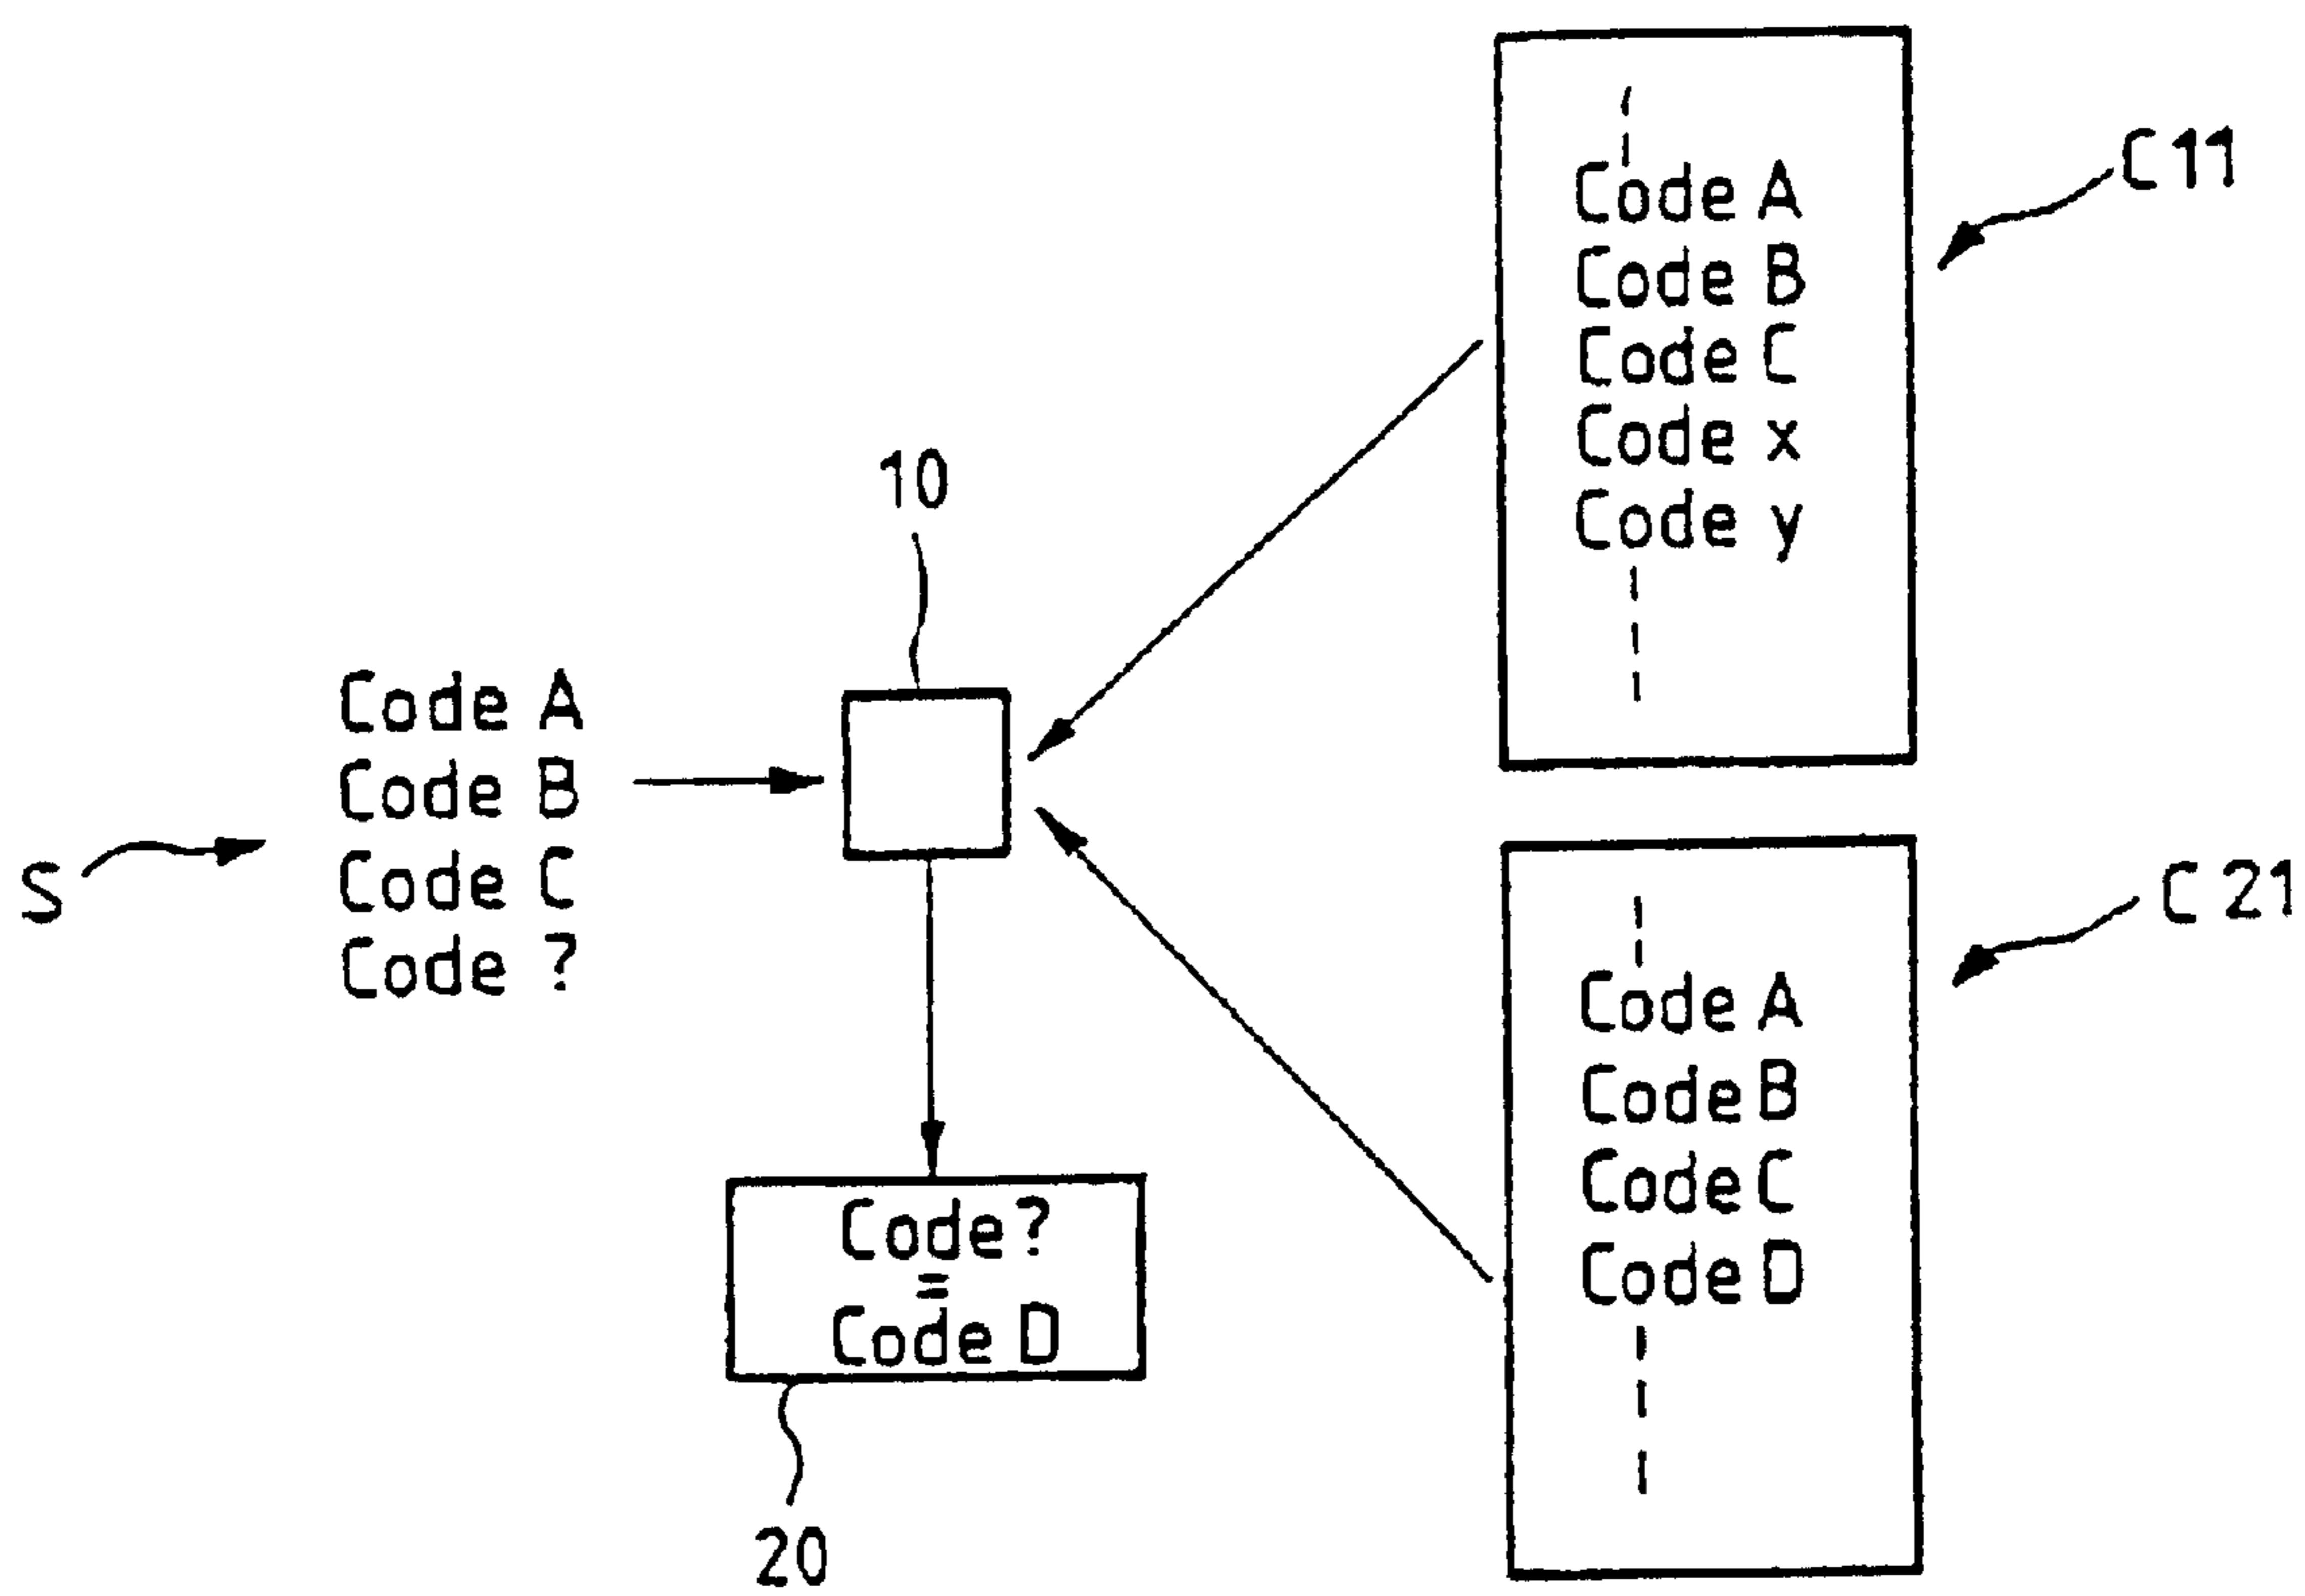 Code A
Code B
Code C
Code x
Code y
C11
10
Code A
Code B
Code C
Code ?
S
Code A
Code B
Code C
Code D
C 21
Code ?
=
Code D
20